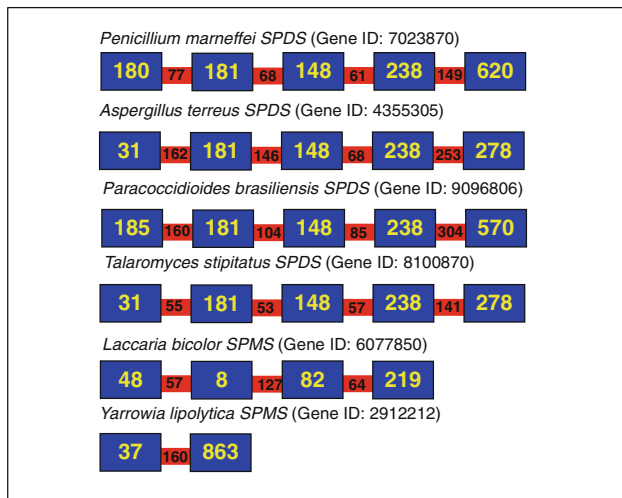 Penicillium marneffei SPDS (Gene ID: 7023870)
180 77 181 68 148 61 238 149 620
Aspergillus terreus SPDS (Gene ID: 4355305)
31 162 181 146 148 68 238 253 278
Paracoccidioides brasiliensis SPDS (Gene ID: 9096806)
185 160 181 104 148 85 238 304 570
Talaromyces stipitatus SPDS (Gene ID: 8100870)
31 55 181 53 148 57 238 141 278
Laccaria bicolor SPMS (Gene ID: 6077850)
48 57 8 127 82 64 219
Yarrowia lipolytica SPMS (Gene ID: 2912212)
37 160 863